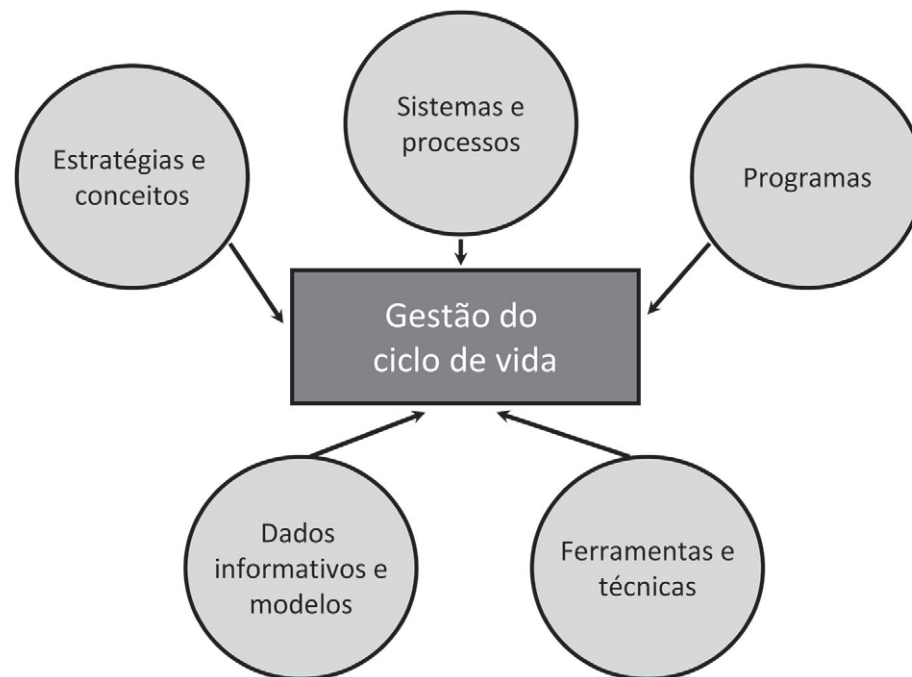 Sistemas e
processos
Estratégias e
conceitos
Programas
Gestão do
ciclo de vida
Dados
informativos e
modelos
Ferramentas e
técnicas